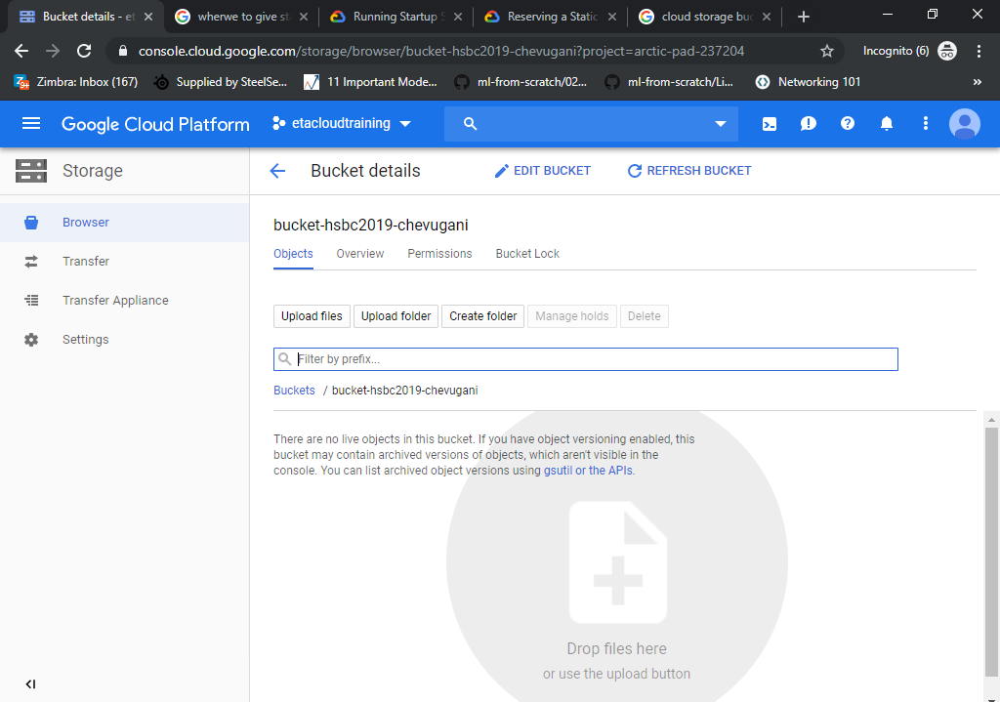 Bucket details - et
wherwe to give st
Running Startup S
Reserving a Static
cloud storage buc
console.cloud.google.com/storage/browser/bucket-hsbc2019-chevugani?project=arctic-pad-237204
Incognito (6)
Zimbra: Inbox (167)
Supplied by SteelSe...
11 Important Mode...
ml-from-scratch/02...
ml-from-scratch/Li...
Networking 101
»
Google Cloud Platform
etacloudtraining
Storage
Bucket details
EDIT BUCKET
REFRESH BUCKET
Browser
Transfer
Transfer Appliance
Settings
bucket-hsbc2019-chevugani
Objects
Overview
Permissions
Bucket Lock
Upload files
Upload folder
Create folder
Manage holds
Delete
Filter by prefix...
Buckets / bucket-hsbc2019-chevugani
There are no live objects in this bucket. If you have object versioning enabled, this
bucket may contain archived versions of objects, which aren't visible in the
console. You can list archived object versions using gsutil or the APIs.
Drop files here
or use the upload button